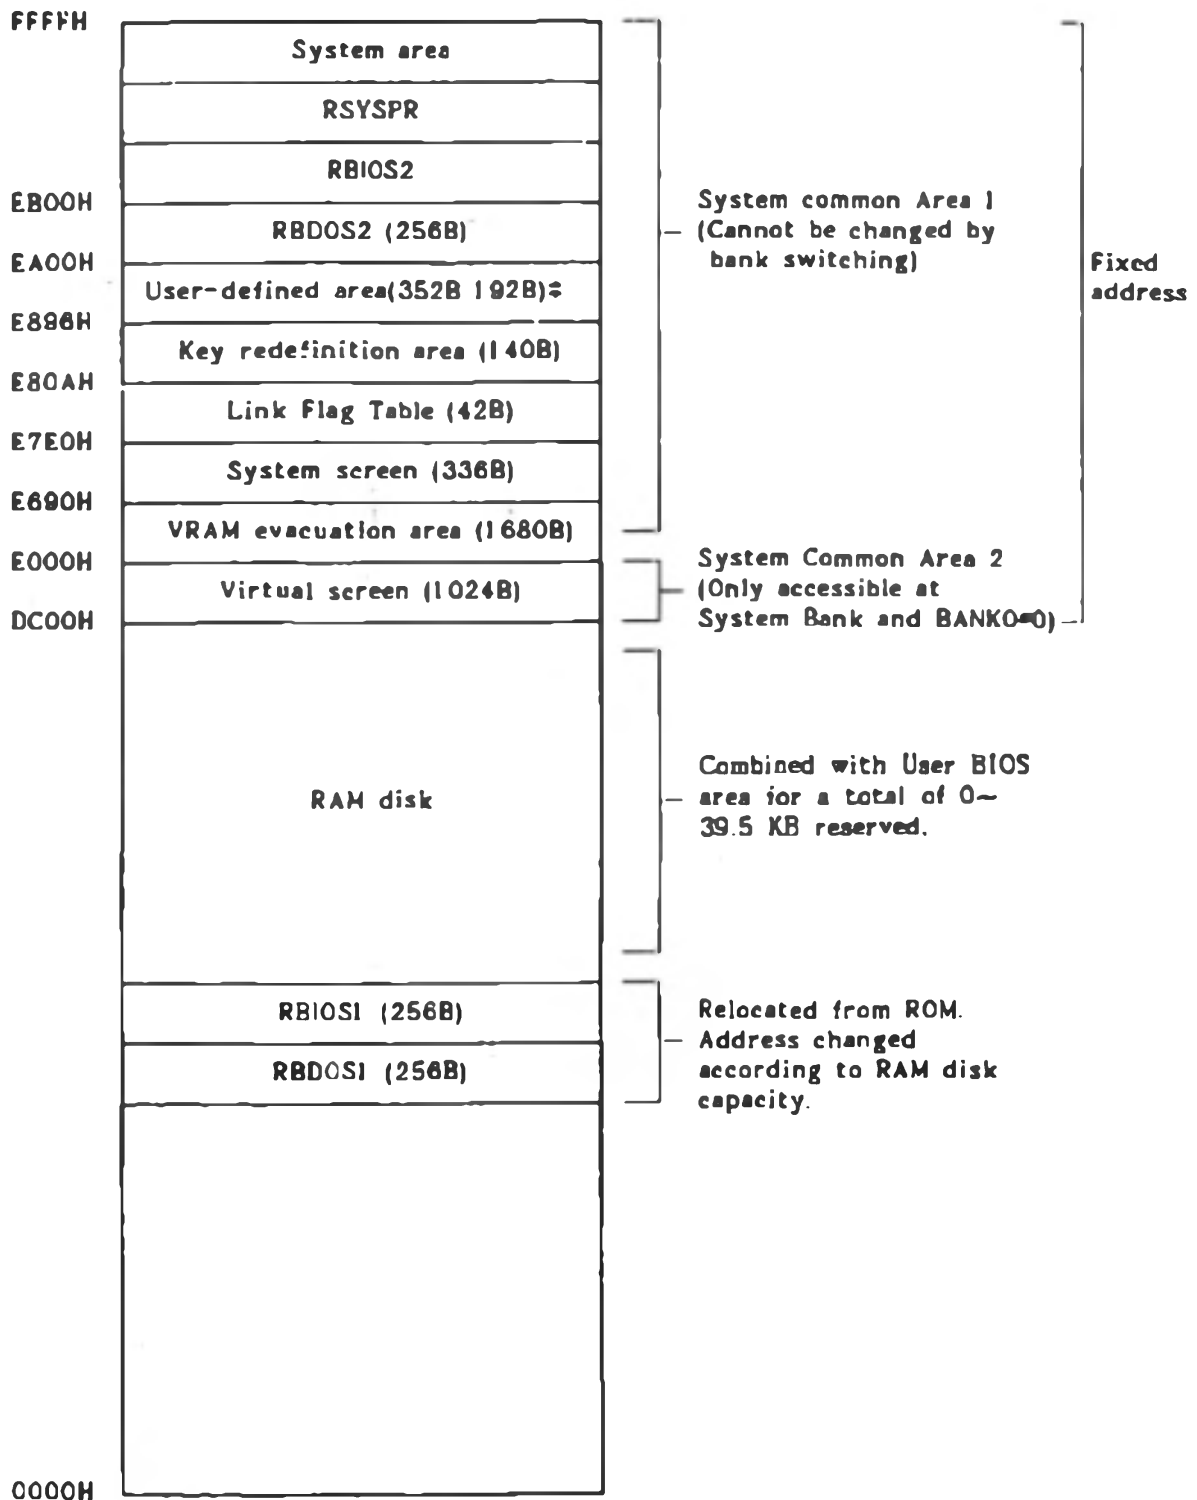 FFFFH
System area
RSYSPR
RBIOS2
EB00H
RBDOS2 (256B)
EA00H
User-defined area(352B 192B)*
E896H
Key redefinition area (140B)
E80AH
Link Flag Table (42B)
E7E0H
System screen (336B)
E690H
VRAM evacuation area (1680B)
E000H
Virtual screen (1024B)
DC00H
RAM disk
RBIOS1 (256B)
RBDOS1 (256B)
0000H
System common Area 1
(Cannot be changed by
bank switching)
Fixed
address
System Common Area 2
(Only accessible at
System Bank and BANK0=0)
Combined with User BIOS
area for a total of 0~
39.5 KB reserved.
Relocated from ROM.
Address changed
according to RAM disk
capacity.